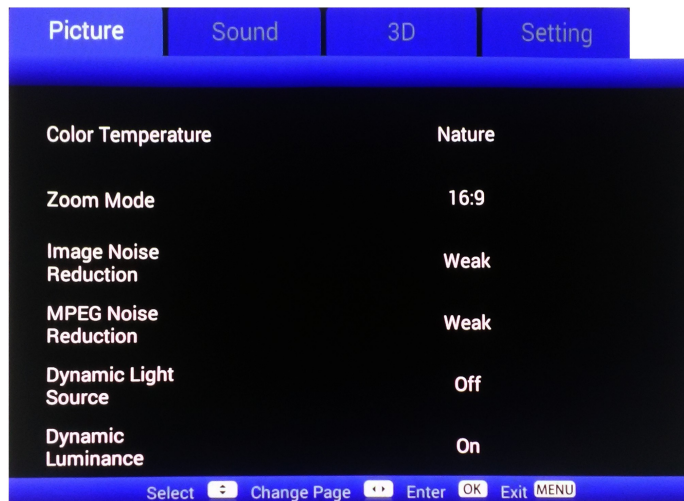 Picture Sound 3D Setting
Color Temperature Nature
Zoom Mode 16:9
Image Noise
Reduction Weak
MPEG Noise
Reduction Weak
Dynamic Light
Source Off
Dynamic
Luminance On
Select Change Page Enter OK Exit MENU